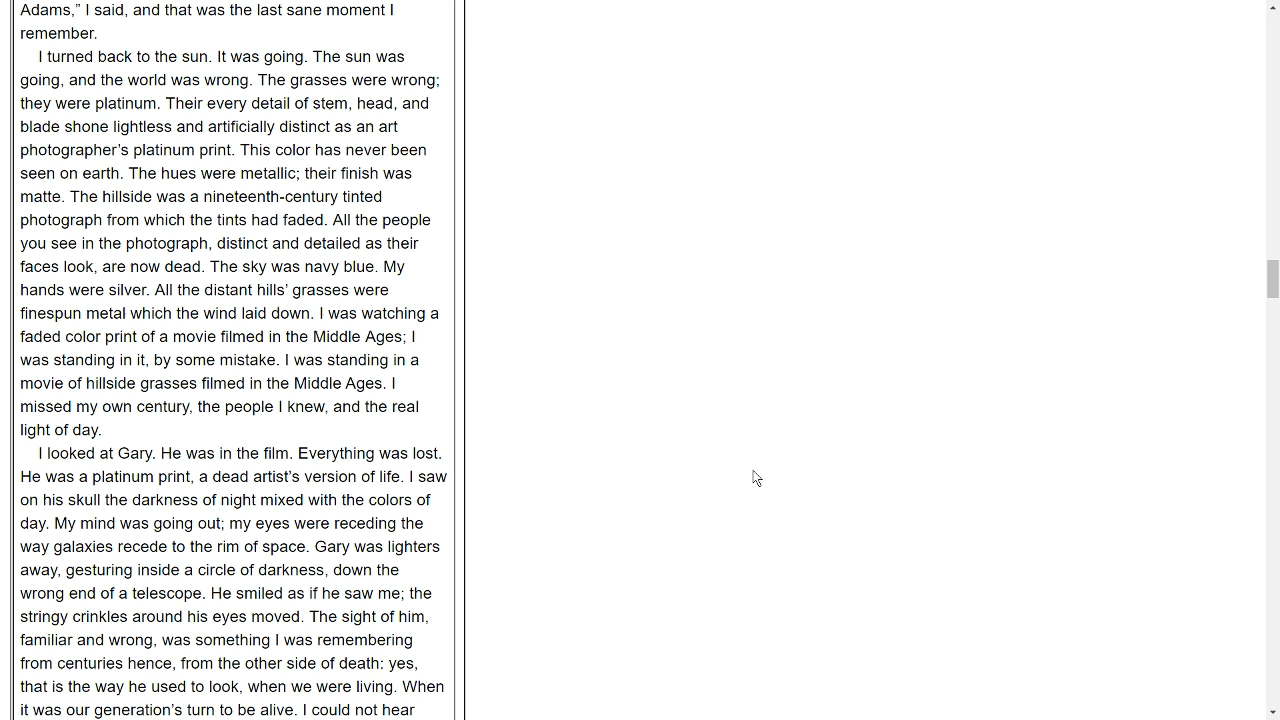 Adams,” I said, and that was the last sane moment I
remember.
I turned back to the sun. It was going. The sun was
going, and the world was wrong. The grasses were wrong;
they were platinum. Their every detail of stem, head, and
blade shone lightless and artificially distinct as an art
photographer’s platinum print. This color has never been
seen on earth. The hues were metallic; their finish was
matte. The hillside was a nineteenth-century tinted
photograph from which the tints had faded. All the people
you see in the photograph, distinct and detailed as their
faces look, are now dead. The sky was navy blue. My
hands were silver. All the distant hills’ grasses were
finespun metal which the wind laid down. I was watching a
faded color print of a movie filmed in the Middle Ages; I
was standing in it, by some mistake. I was standing in a
movie of hillside grasses filmed in the Middle Ages. I
missed my own century, the people I knew, and the real
light of day.
I looked at Gary. He was in the film. Everything was lost.
He was a platinum print, a dead artist’s version of life. I saw
on his skull the darkness of night mixed with the colors of
day. My mind was going out; my eyes were receding the
way galaxies recede to the rim of space. Gary was lighters
away, gesturing inside a circle of darkness, down the
wrong end of a telescope. He smiled as if he saw me; the
stringy crinkles around his eyes moved. The sight of him,
familiar and wrong, was something I was remembering
from centuries hence, from the other side of death: yes,
that is the way he used to look, when we were living. When
it was our generation’s turn to be alive. I could not hear